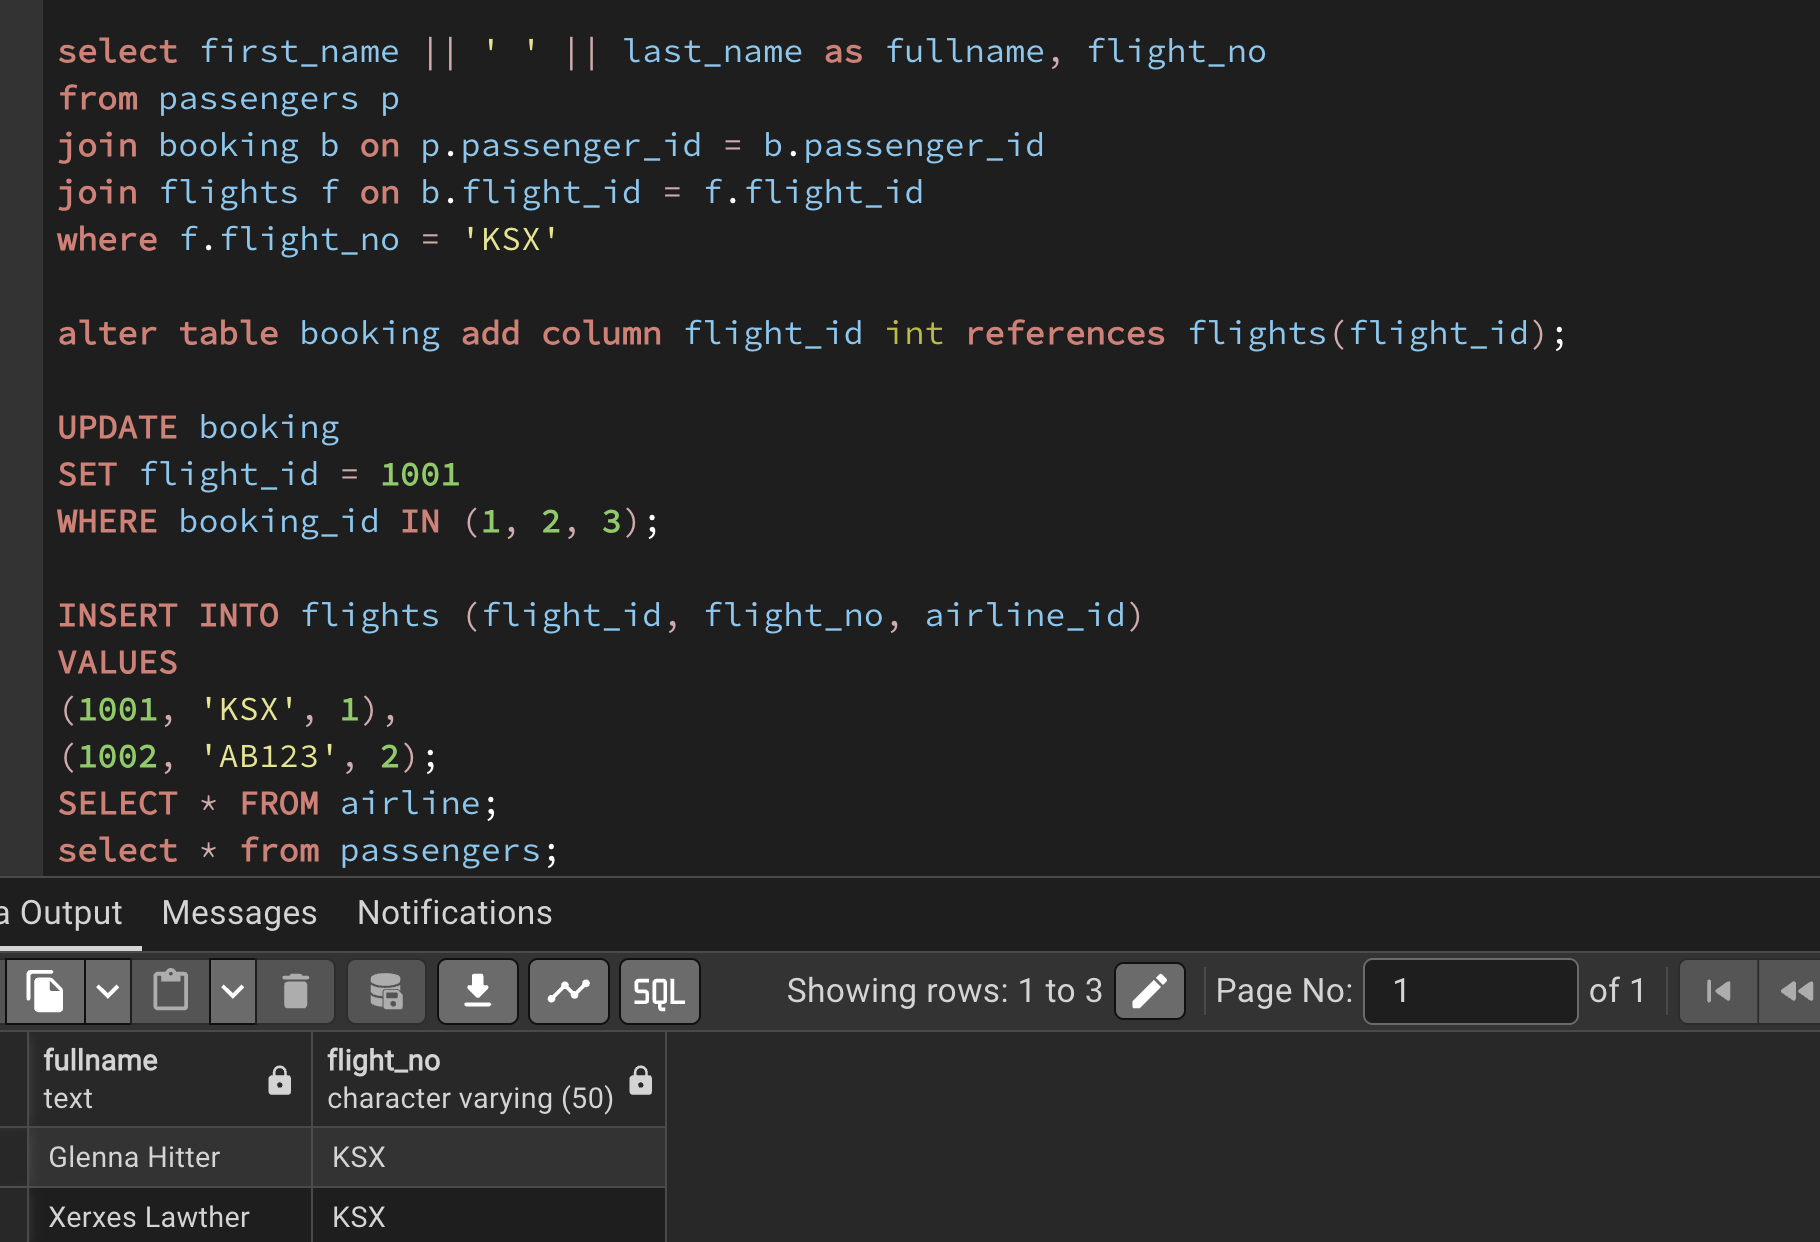 select first_name || ' ' || last_name as fullname, flight_no
from passengers p
join booking b on p.passenger_id = b.passenger_id
join flights f on b.flight_id = f.flight_id
where f.flight_no = 'KSX'
alter table booking add column flight_id int references flights(flight_id);
UPDATE booking
SET flight_id = 1001
WHERE booking_id IN (1, 2, 3);
INSERT INTO flights (flight_id, flight_no, airline_id)
VALUES
(1001, 'KSX', 1),
(1002, 'AB123', 2);
SELECT * FROM airline;
select * from passengers;
a Output Messages Notifications
SQL Showing rows: 1 to 3 Page No: 1 of 1
fullname flight_no
text character varying (50)
Glenna Hitter KSX
Xerxes Lawther KSX